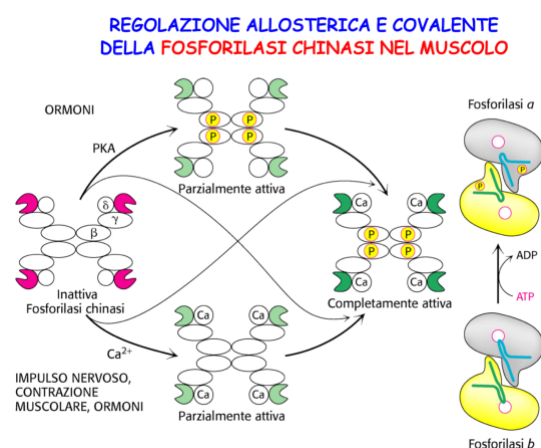 REGOLAZIONE ALLOSTERICA E COVALENTE
DELLA FOSFORILASI CHINASI NEL MUSCOLO
ORMONI
PKA
P P
P P
Parzialmente attiva
δ
γ
β
Inattiva
Fosforilasi chinasi
Ca Ca
P P
P P
Ca Ca
Completamente attiva
Ca²⁺
Ca Ca
Ca Ca
Parzialmente attiva
IMPULSO NERVOSO,
CONTRAZIONE
MUSCOLARE, ORMONI
Fosforilasi a
P
P
ADP
ATP
Fosforilasi b